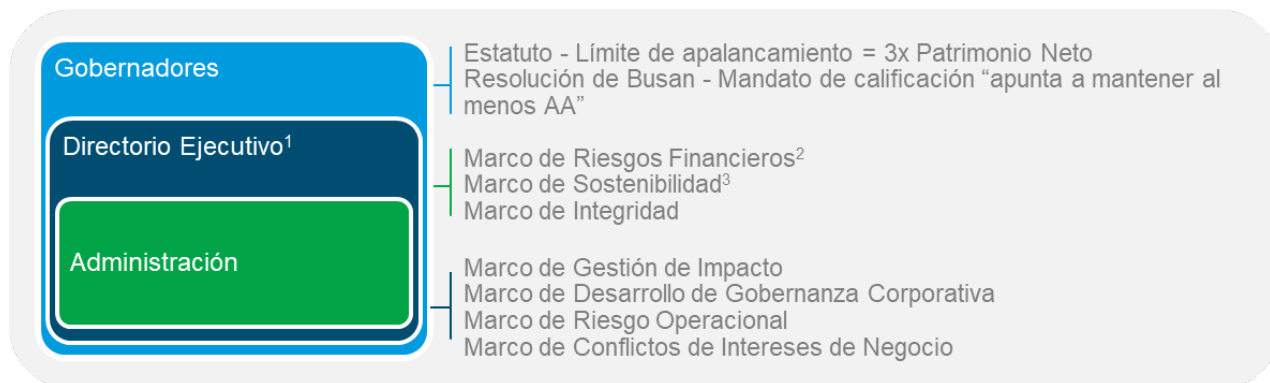 Gobernadores
Directorio Ejecutivo¹
Administración
Estatuto - Límite de apalancamiento = 3x Patrimonio Neto
Resolución de Busan - Mandato de calificación “apunta a mantener al
menos AA”
Marco de Riesgos Financieros²
Marco de Sostenibilidad³
Marco de Integridad
Marco de Gestión de Impacto
Marco de Desarrollo de Gobernanza Corporativa
Marco de Riesgo Operacional
Marco de Conflictos de Intereses de Negocio